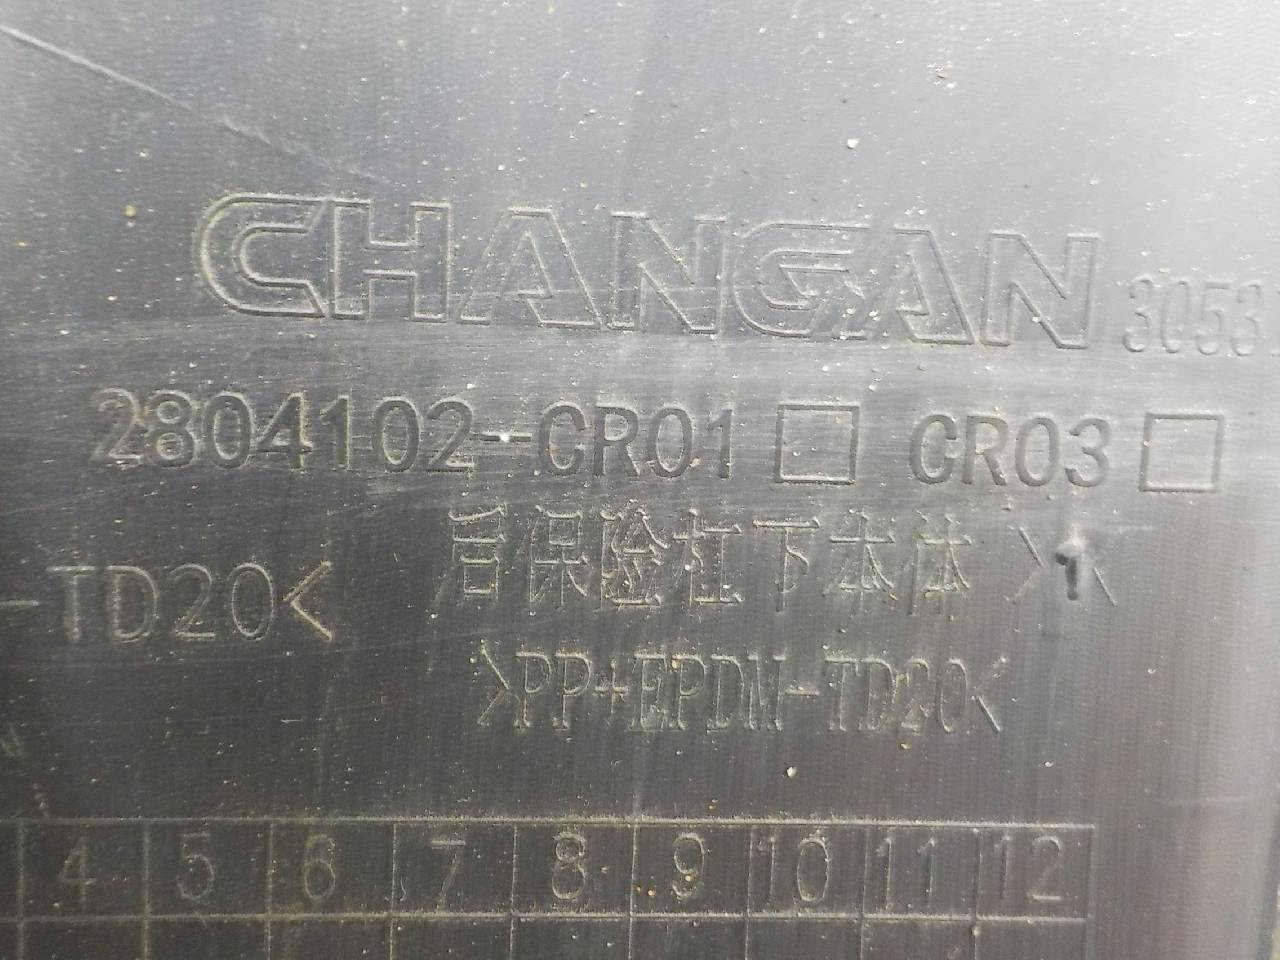 CHANGAN 3053
2804102-CR01 □ CR03 □
后保险杠下本体 >1<
-TD20<
>PP+EPDM-TD20<
4 5 6 7 8 9 10 11 12